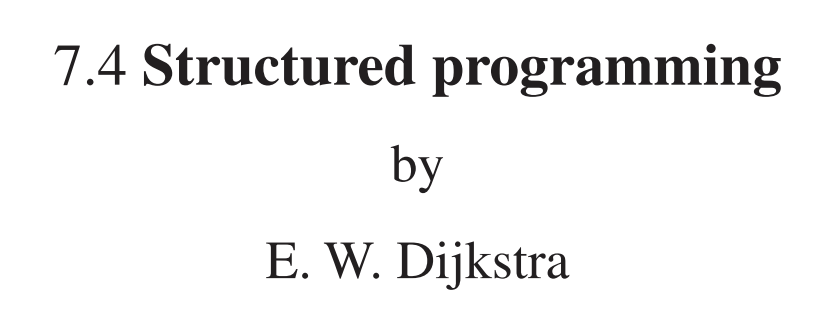 7.4 Structured programming
by
E. W. Dijkstra